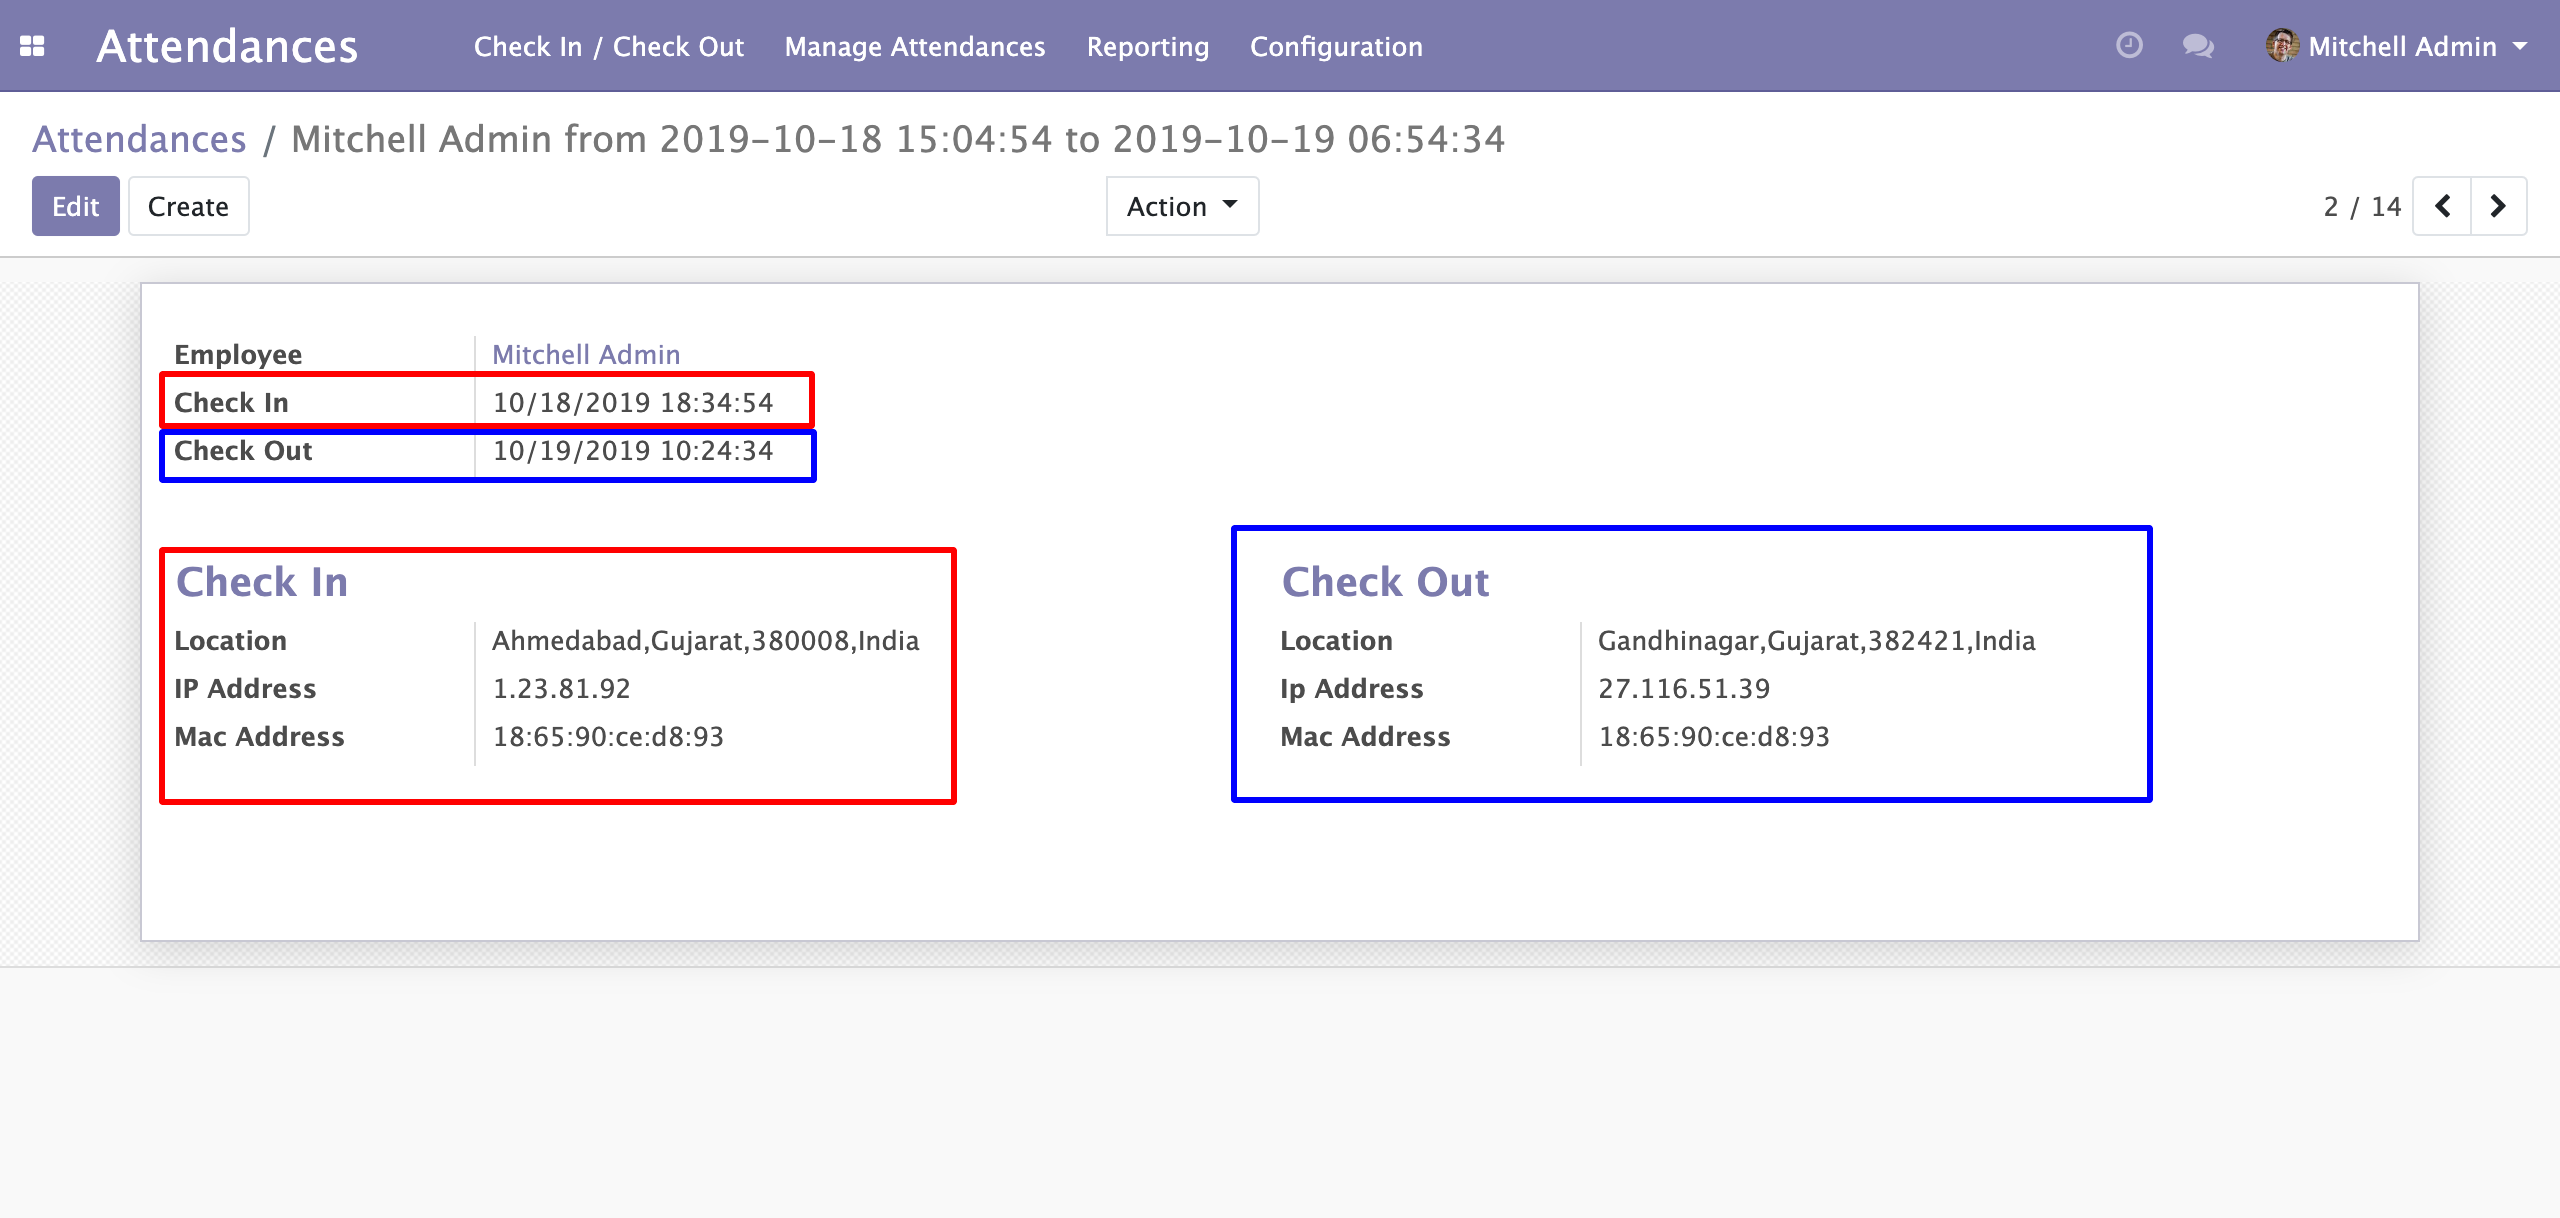 Attendances Check In / Check Out Manage Attendances Reporting Configuration Mitchell Admin
Attendances / Mitchell Admin from 2019-10-18 15:04:54 to 2019-10-19 06:54:34
Edit Create Action 2 / 14
Employee Mitchell Admin
Check In 10/18/2019 18:34:54
Check Out 10/19/2019 10:24:34
Check In
Location Ahmedabad,Gujarat,380008,India
IP Address 1.23.81.92
Mac Address 18:65:90:ce:d8:93
Check Out
Location Gandhinagar,Gujarat,382421,India
Ip Address 27.116.51.39
Mac Address 18:65:90:ce:d8:93